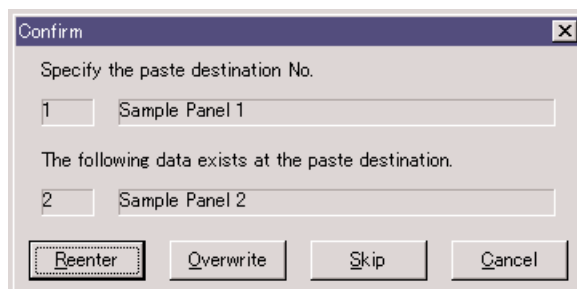 Confirm
Specify the paste destination No.
1 Sample Panel 1
The following data exists at the paste destination.
2 Sample Panel 2
Reenter Overwrite Skip Cancel